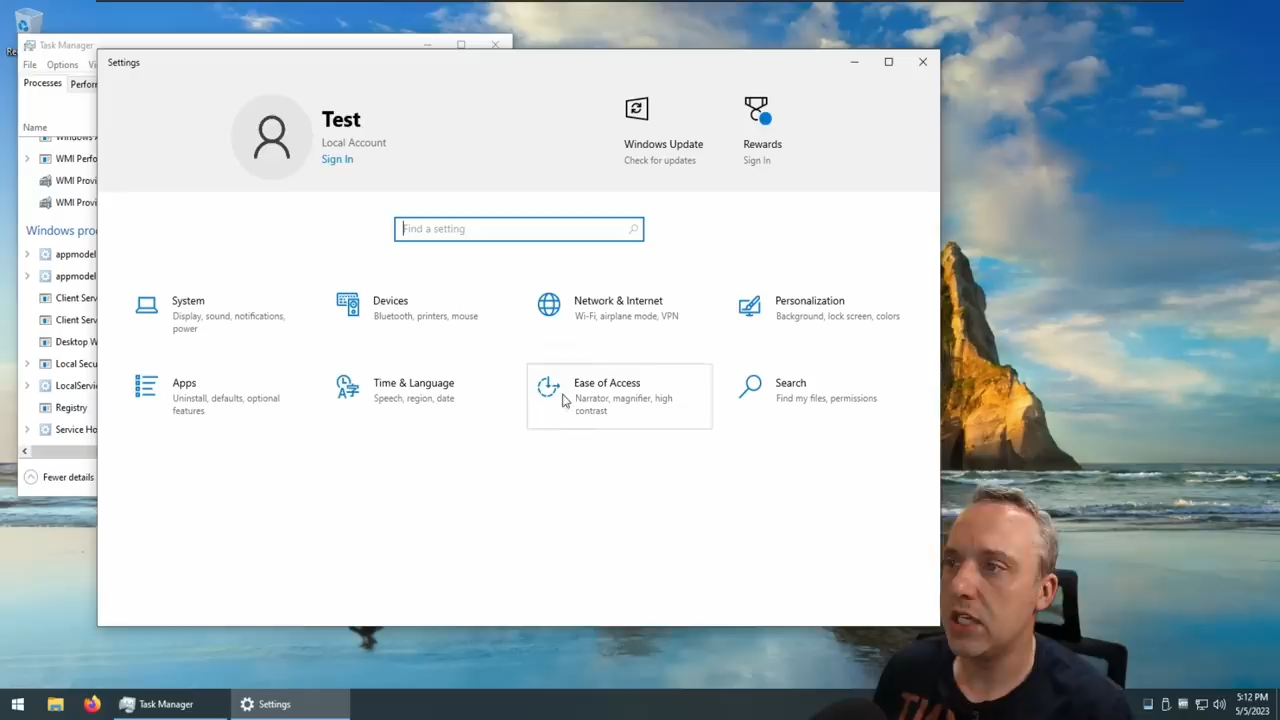 Task Manager
File Options
Processes
Name
WMI Perfo
WMI Provi
WMI Provi
Windows pro
appmodel
appmodel
Client Serv
Client Serv
Desktop W
Local Secu
LocalService
Registry
Service Ho
Fewer details
Settings
Test
Local Account
Sign In
Windows Update
Check for updates
Rewards
Sign In
Find a setting
System
Display, sound, notifications,
power
Devices
Bluetooth, printers, mouse
Network & Internet
Wi-Fi, airplane mode, VPN
Personalization
Background, lock screen, colors
Apps
Uninstall, defaults, optional
features
Time & Language
Speech, region, date
Ease of Access
Narrator, magnifier, high
contrast
Search
Find my files, permissions
Task Manager
Settings
5:12 PM
5/5/2023